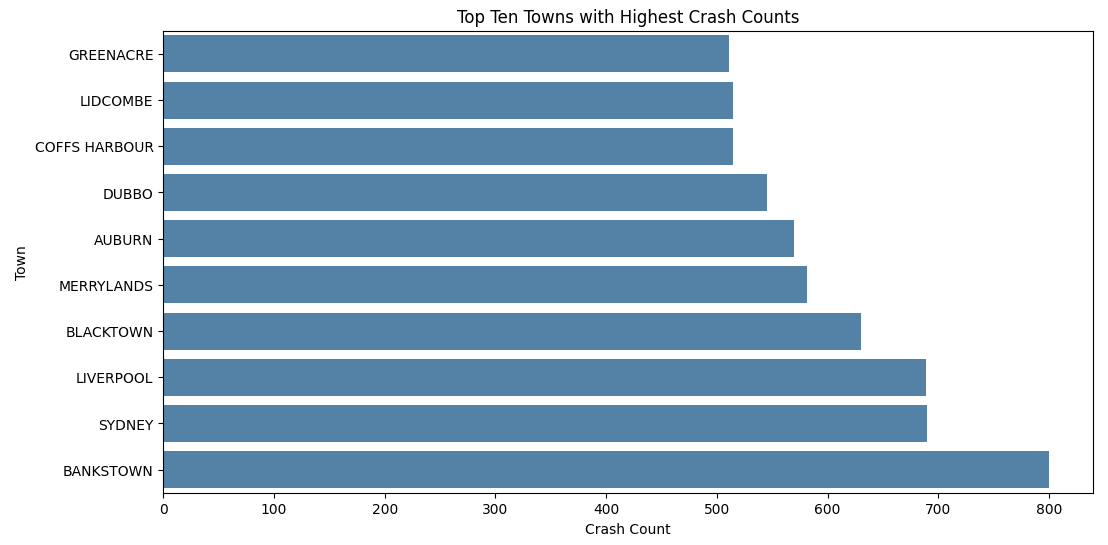 Top Ten Towns with Highest Crash Counts
Town
GREENACRE
LIDCOMBE
COFFS HARBOUR
DUBBO
AUBURN
MERRYLANDS
BLACKTOWN
LIVERPOOL
SYDNEY
BANKSTOWN
0 100 200 300 400 500 600 700 800
Crash Count